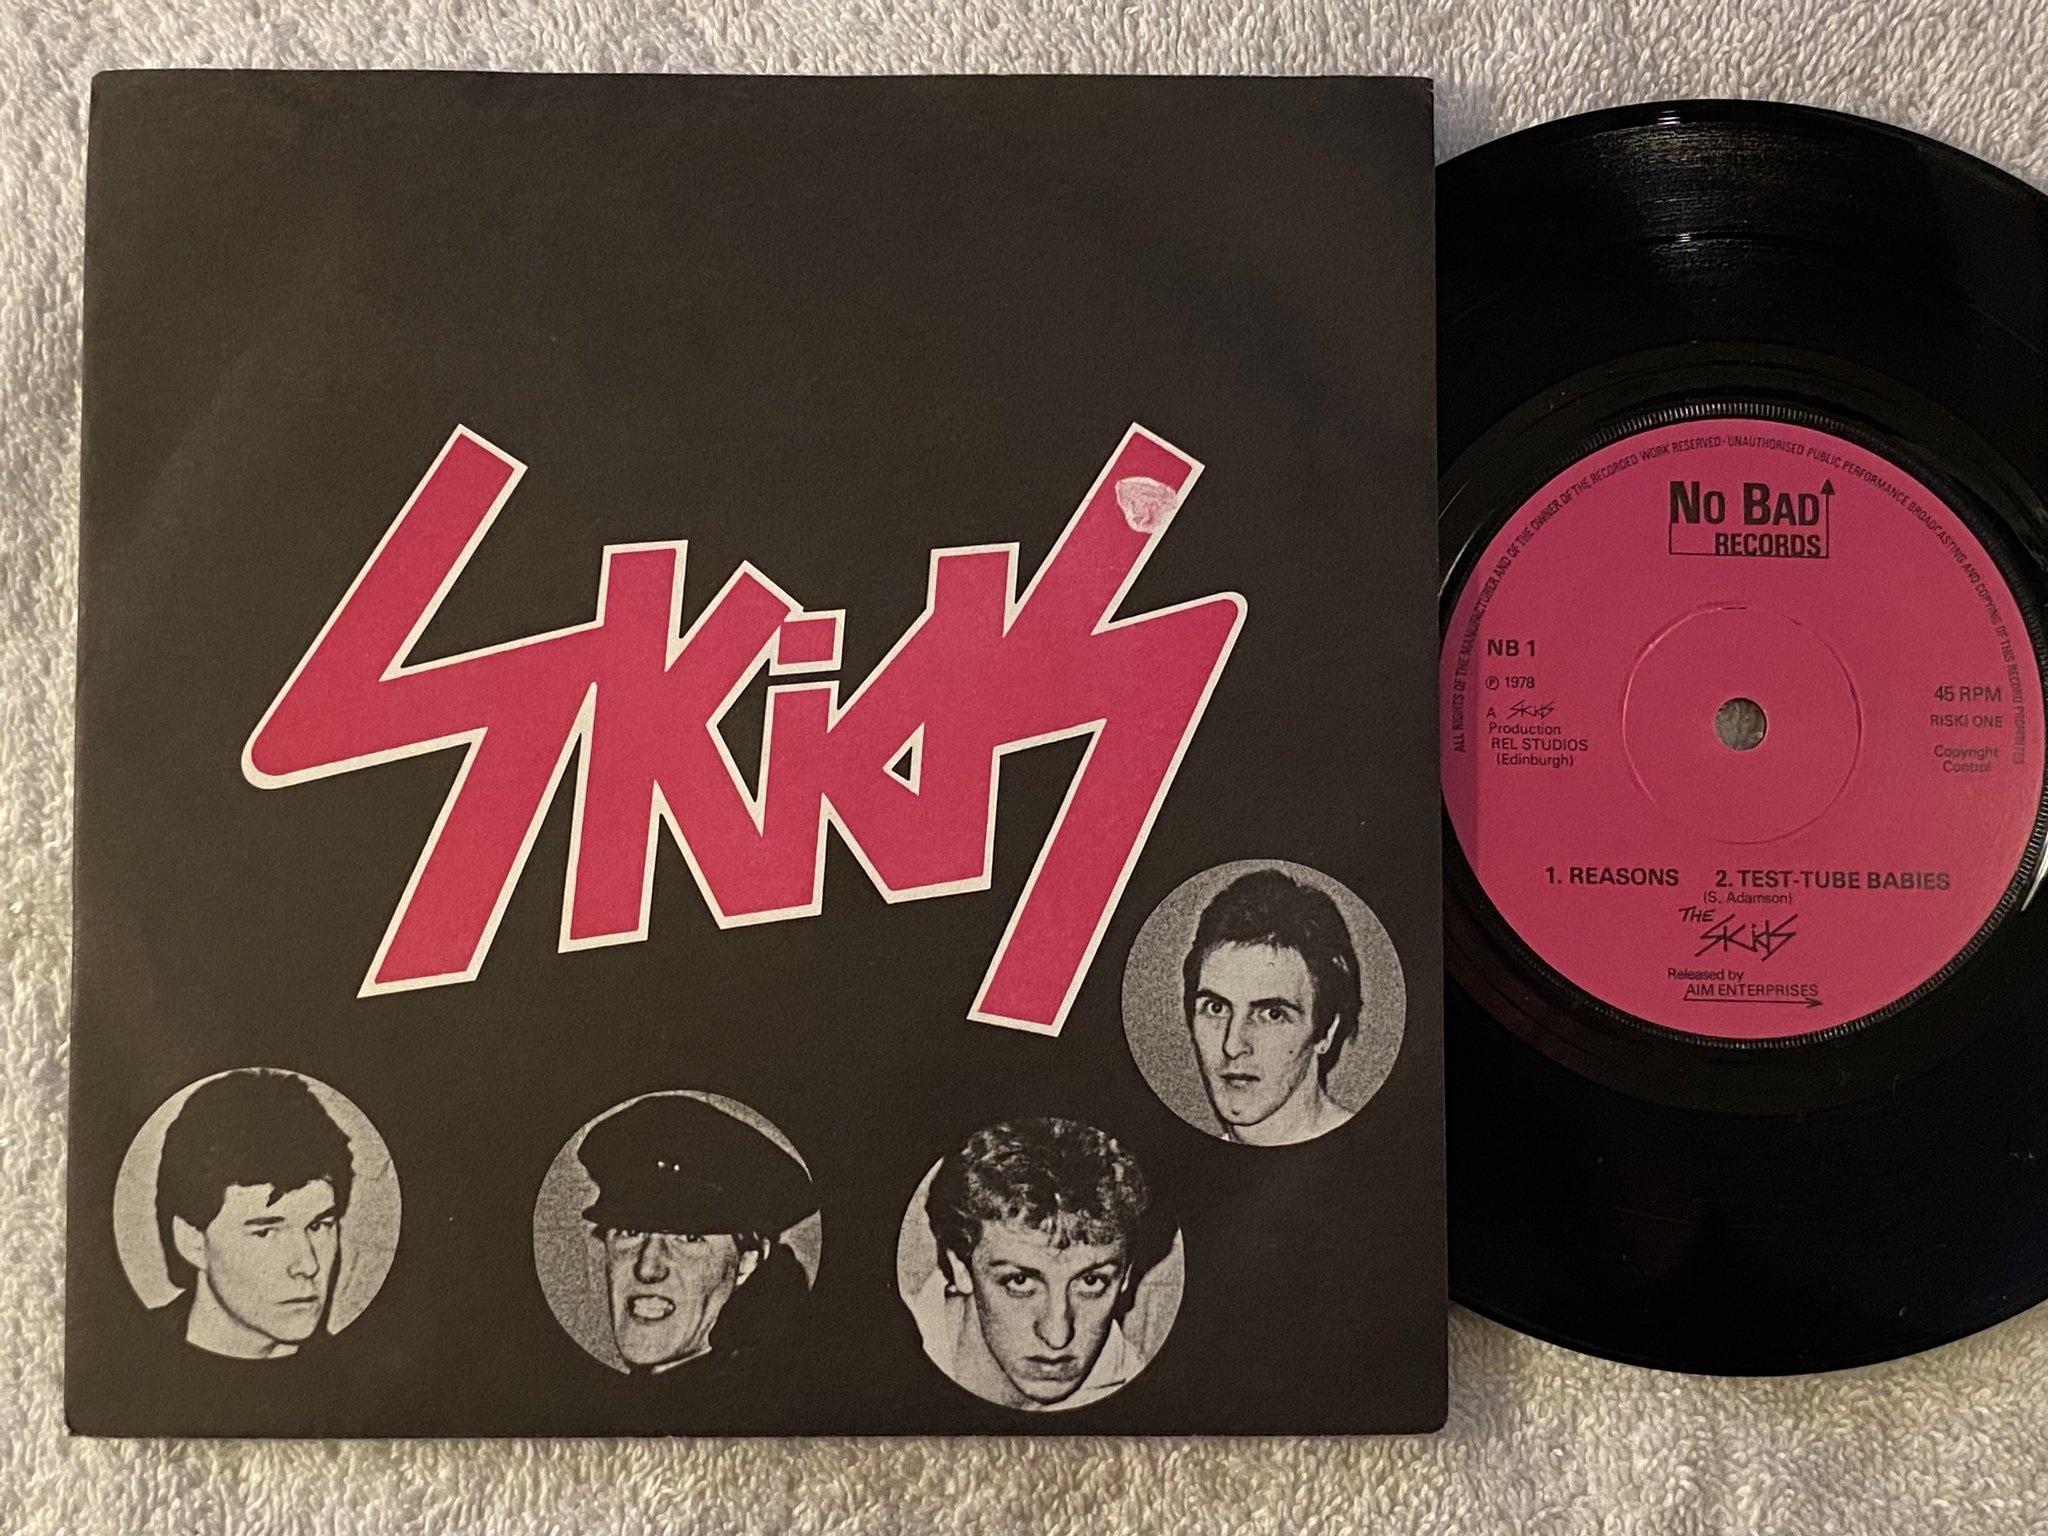 SKidS
ALL RIGHTS OF THE MANUFACTURER AND OF THE OWNER OF THE RECORDED WORK RESERVED · UNAUTHORISED PUBLIC PERFORMANCE BROADCASTING AND COPYING OF THIS RECORD PROHIBITED
NO BAD
RECORDS
NB 1
℗ 1978
A SKidS
Production
REL STUDIOS
(Edinburgh)
45 RPM
RISKI ONE
Copyright
Control
1. REASONS 2. TEST-TUBE BABIES
(S. Adamson)
THE
SKidS
Released by
AIM ENTERPRISES